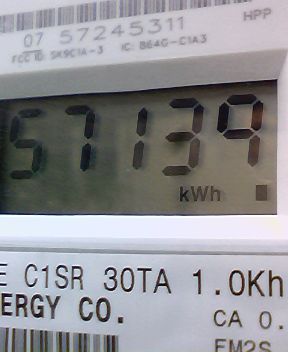 HPP
07 57245311
FCC ID: SK9C1A-3 IC: 864G-C1A3
57139
kWh
E C1SR 30TA 1.0Kh
ERGY CO.
CA 0.
FM2S